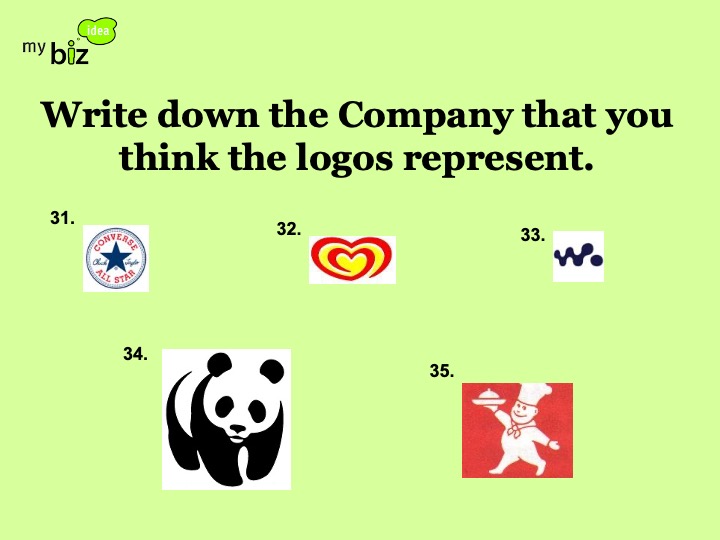 my biz idea
Write down the Company that you
think the logos represent.
31.
CONVERSE
Chuck Taylor
ALL STAR
32.
33.
34.
35.